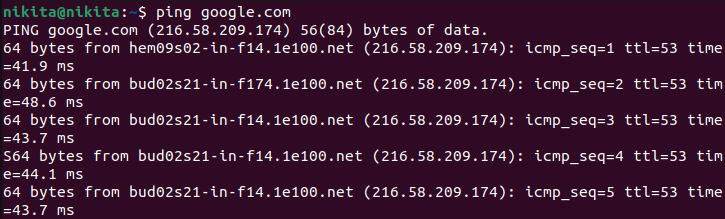 nikita@nikita:~$ ping google.com
PING google.com (216.58.209.174) 56(84) bytes of data.
64 bytes from hem09s02-in-f14.1e100.net (216.58.209.174): icmp_seq=1 ttl=53 time
=41.9 ms
64 bytes from bud02s21-in-f174.1e100.net (216.58.209.174): icmp_seq=2 ttl=53 tim
e=48.6 ms
64 bytes from bud02s21-in-f14.1e100.net (216.58.209.174): icmp_seq=3 ttl=53 time
=43.7 ms
S64 bytes from bud02s21-in-f14.1e100.net (216.58.209.174): icmp_seq=4 ttl=53 tim
e=44.1 ms
64 bytes from bud02s21-in-f14.1e100.net (216.58.209.174): icmp_seq=5 ttl=53 time
=43.7 ms